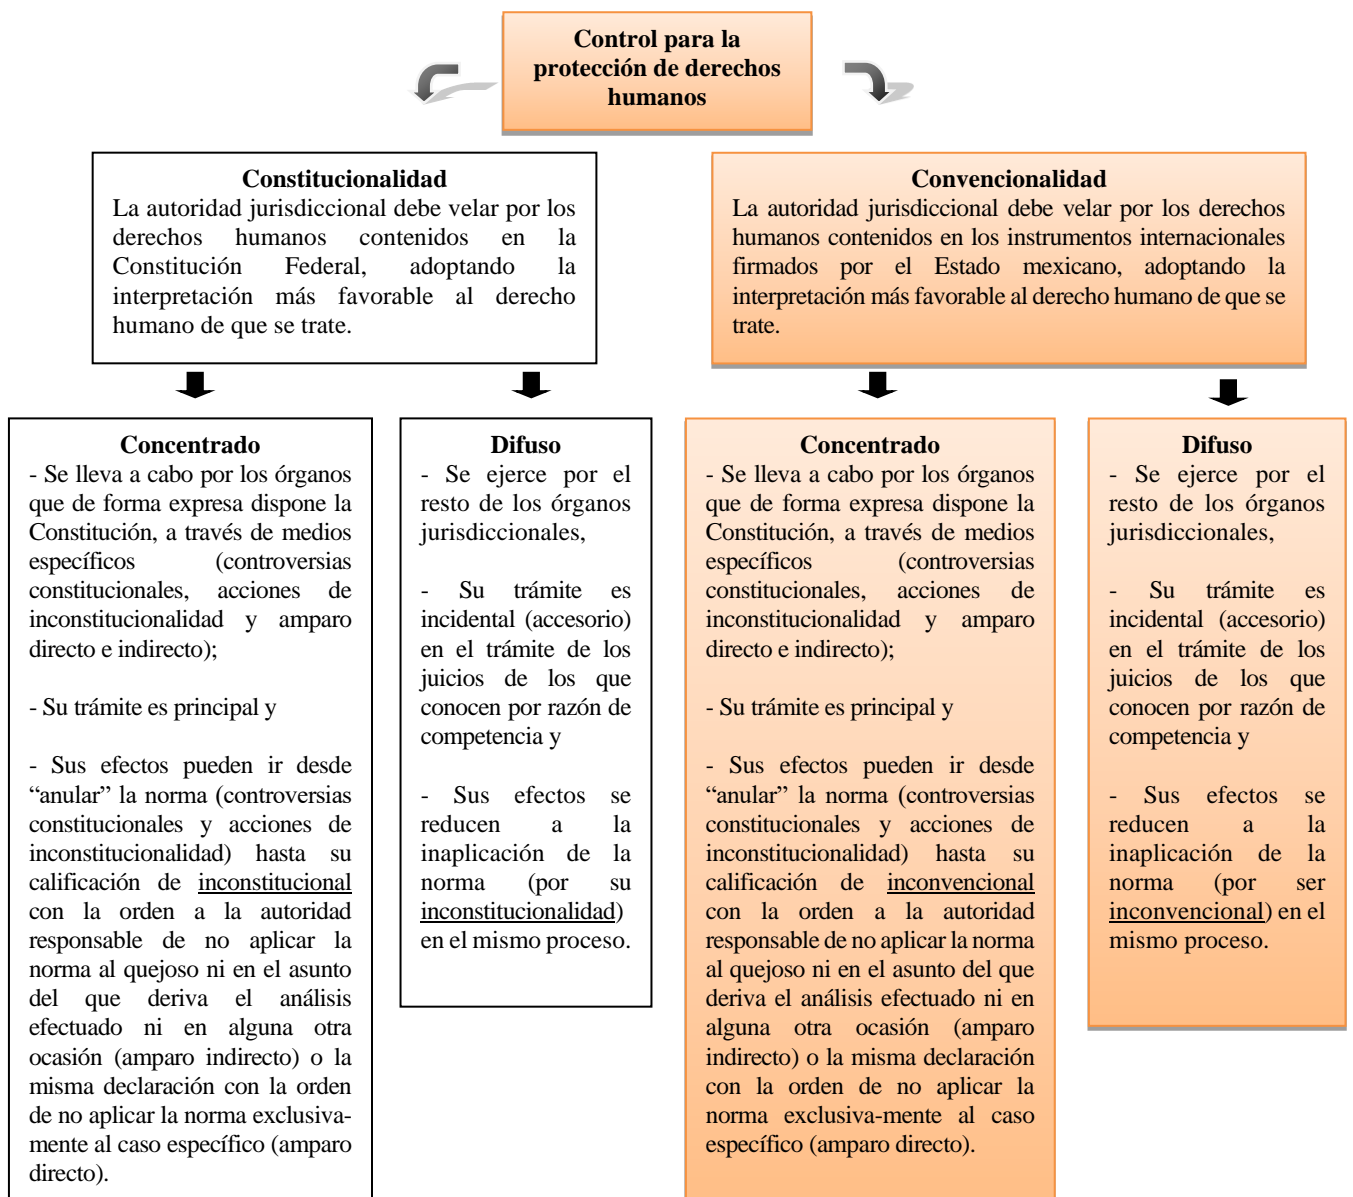 Control para la
protección de derechos
humanos
Constitucionalidad
La autoridad jurisdiccional debe velar por los
derechos humanos contenidos en la
Constitución Federal, adoptando la
interpretación más favorable al derecho
humano de que se trate.
Convencionalidad
La autoridad jurisdiccional debe velar por los derechos
humanos contenidos en los instrumentos internacionales
firmados por el Estado mexicano, adoptando la
interpretación más favorable al derecho humano de que se
trate.
Concentrado
- Se lleva a cabo por los órganos
que de forma expresa dispone la
Constitución, a través de medios
específicos (controversias
constitucionales, acciones de
inconstitucionalidad y amparo
directo e indirecto);
- Su trámite es principal y
- Sus efectos pueden ir desde
“anular” la norma (controversias
constitucionales y acciones de
inconstitucionalidad) hasta su
calificación de inconstitucional
con la orden a la autoridad
responsable de no aplicar la
norma al quejoso ni en el asunto
del que deriva el análisis
efectuado ni en alguna otra
ocasión (amparo indirecto) o la
misma declaración con la orden
de no aplicar la norma exclusiva-
mente al caso específico (amparo
directo).
Difuso
- Se ejerce por el
resto de los órganos
jurisdiccionales,
- Su trámite es
incidental (accesorio)
en el trámite de los
juicios de los que
conocen por razón de
competencia y
- Sus efectos se
reducen a la
inaplicación de la
norma (por su
inconstitucionalidad)
en el mismo proceso.
Concentrado
- Se lleva a cabo por los órganos
que de forma expresa dispone la
Constitución, a través de medios
específicos (controversias
constitucionales, acciones de
inconstitucionalidad y amparo
directo e indirecto);
- Su trámite es principal y
- Sus efectos pueden ir desde
“anular” la norma (controversias
constitucionales y acciones de
inconstitucionalidad) hasta su
calificación de inconvencional
con la orden a la autoridad
responsable de no aplicar la norma
al quejoso ni en el asunto del que
deriva el análisis efectuado ni en
alguna otra ocasión (amparo
indirecto) o la misma declaración
con la orden de no aplicar la
norma exclusiva-mente al caso
específico (amparo directo).
Difuso
- Se ejerce por el
resto de los órganos
jurisdiccionales,
- Su trámite es
incidental (accesorio)
en el trámite de los
juicios de los que
conocen por razón de
competencia y
- Sus efectos se
reducen a la
inaplicación de la
norma (por ser
inconvencional) en el
mismo proceso.